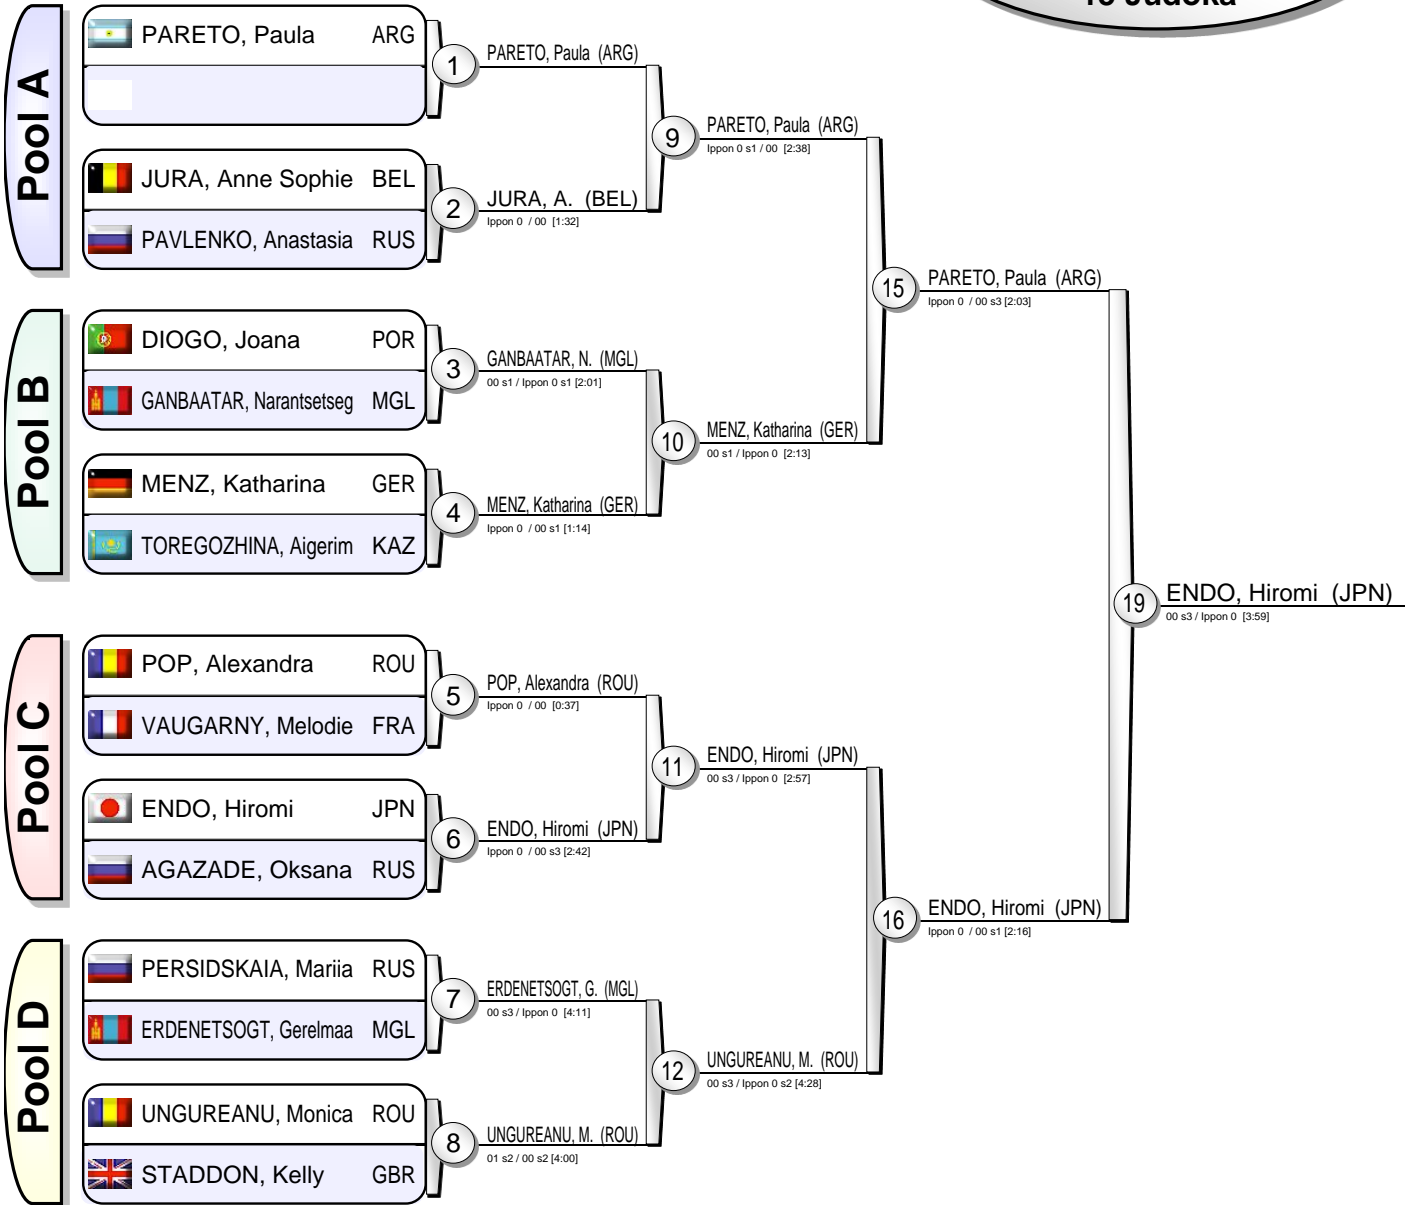 15 Judoka
Pool A
PARETO, Paula ARG
1
PARETO, Paula (ARG)
JURA, Anne Sophie BEL
PAVLENKO, Anastasia RUS
2
JURA, A. (BEL)
Ippon 0 / 00 [1:32]
9
PARETO, Paula (ARG)
Ippon 0 s1 / 00 [2:38]
Pool B
DIOGO, Joana POR
GANBAATAR, Narantsetseg MGL
3
GANBAATAR, N. (MGL)
00 s1 / Ippon 0 s1 [2:01]
MENZ, Katharina GER
TOREGOZHINA, Aigerim KAZ
4
MENZ, Katharina (GER)
Ippon 0 / 00 s1 [1:14]
10
MENZ, Katharina (GER)
00 s1 / Ippon 0 [2:13]
15
PARETO, Paula (ARG)
Ippon 0 / 00 s3 [2:03]
Pool C
POP, Alexandra ROU
VAUGARNY, Melodie FRA
5
POP, Alexandra (ROU)
Ippon 0 / 00 [0:37]
ENDO, Hiromi JPN
AGAZADE, Oksana RUS
6
ENDO, Hiromi (JPN)
Ippon 0 / 00 s3 [2:42]
11
ENDO, Hiromi (JPN)
00 s3 / Ippon 0 [2:57]
Pool D
PERSIDSKAIA, Mariia RUS
ERDENETSOGT, Gerelmaa MGL
7
ERDENETSOGT, G. (MGL)
00 s3 / Ippon 0 [4:11]
UNGUREANU, Monica ROU
STADDON, Kelly GBR
8
UNGUREANU, M. (ROU)
01 s2 / 00 s2 [4:00]
12
UNGUREANU, M. (ROU)
00 s3 / Ippon 0 s2 [4:28]
16
ENDO, Hiromi (JPN)
Ippon 0 / 00 s1 [2:16]
19
ENDO, Hiromi (JPN)
00 s3 / Ippon 0 [3:59]